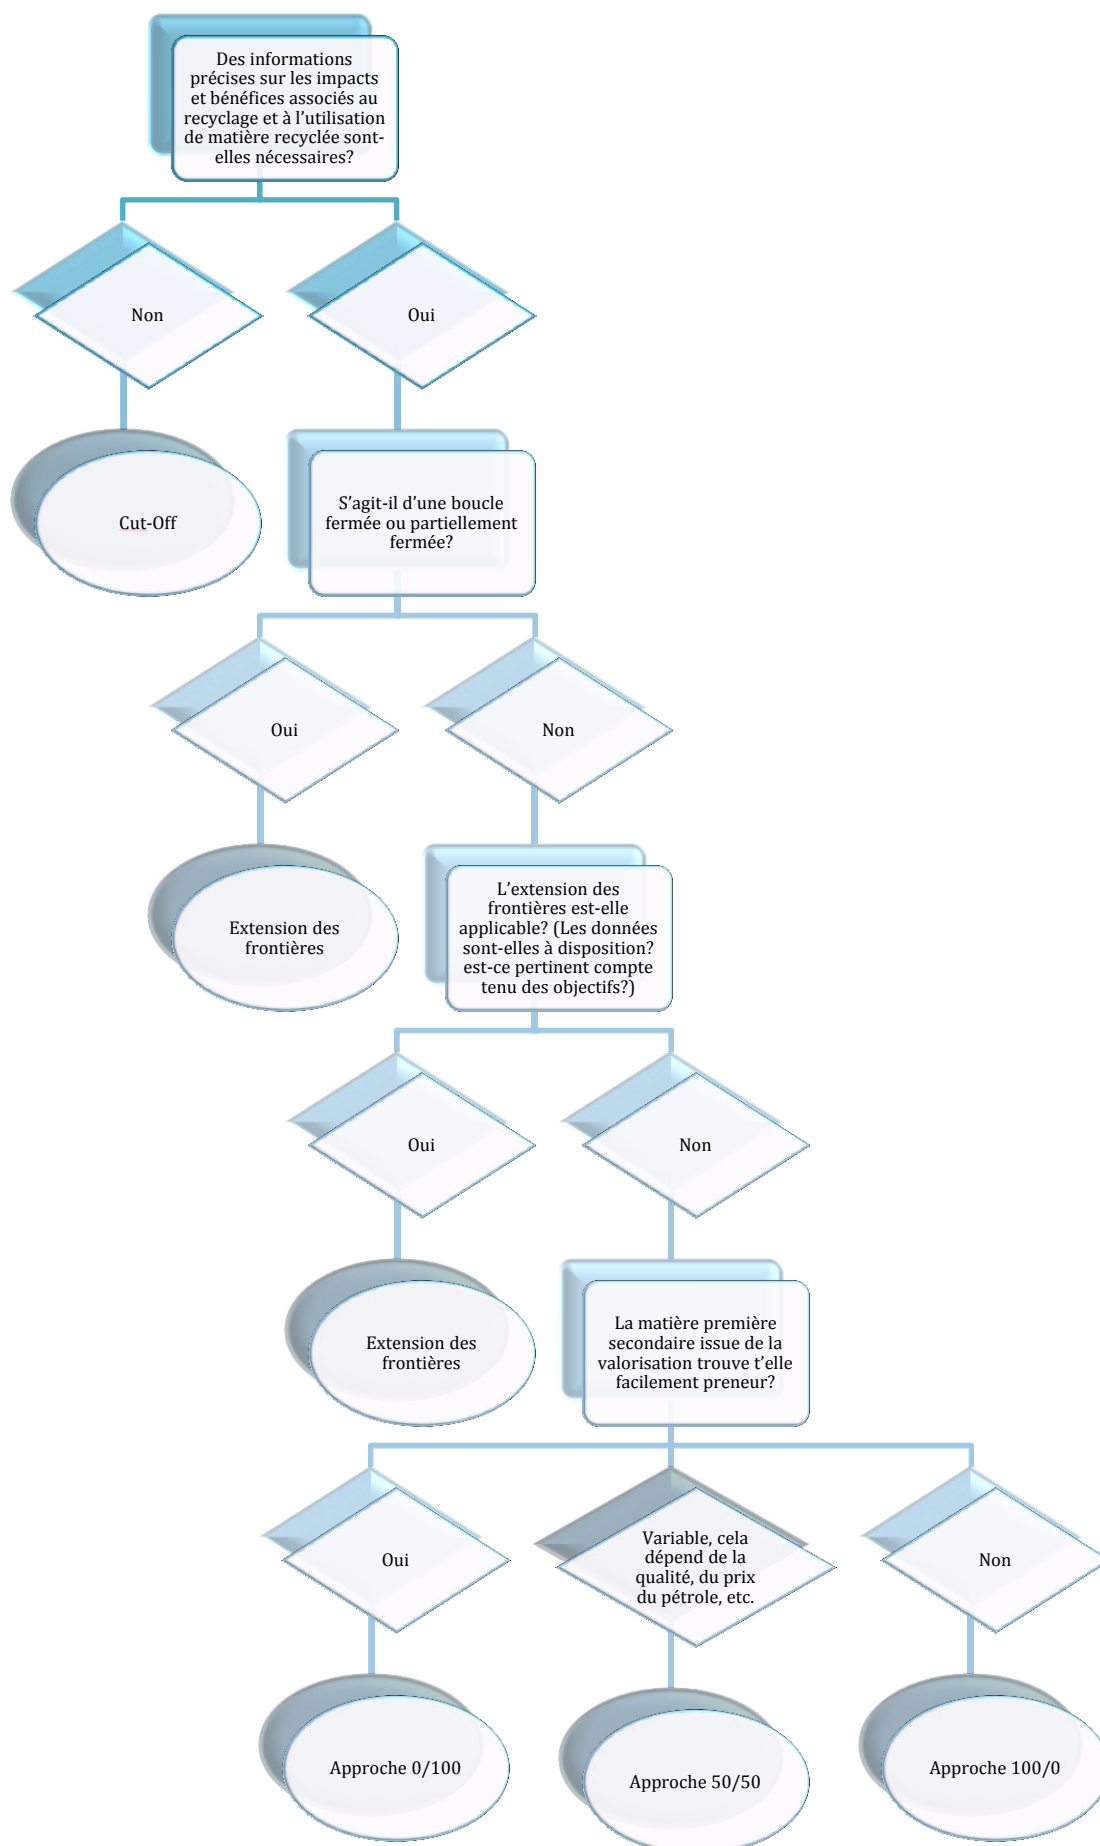 Des informations
précises sur les impacts
et bénéfices associés au
recyclage et à l'utilisation
de matière recyclée sont-
elles nécessaires?
Non
Oui
Cut-Off
S'agit-il d'une boucle
fermée ou partiellement
fermée?
Oui
Non
Extension des
frontières
L'extension des
frontières est-elle
applicable? (Les données
sont-elles à disposition?
est-ce pertinent compte
tenu des objectifs?)
Oui
Non
Extension des
frontières
La matière première
secondaire issue de la
valorisation trouve t'elle
facilement preneur?
Oui
Variable, cela
dépend de la
qualité, du prix
du pétrole, etc.
Non
Approche 0/100
Approche 50/50
Approche 100/0